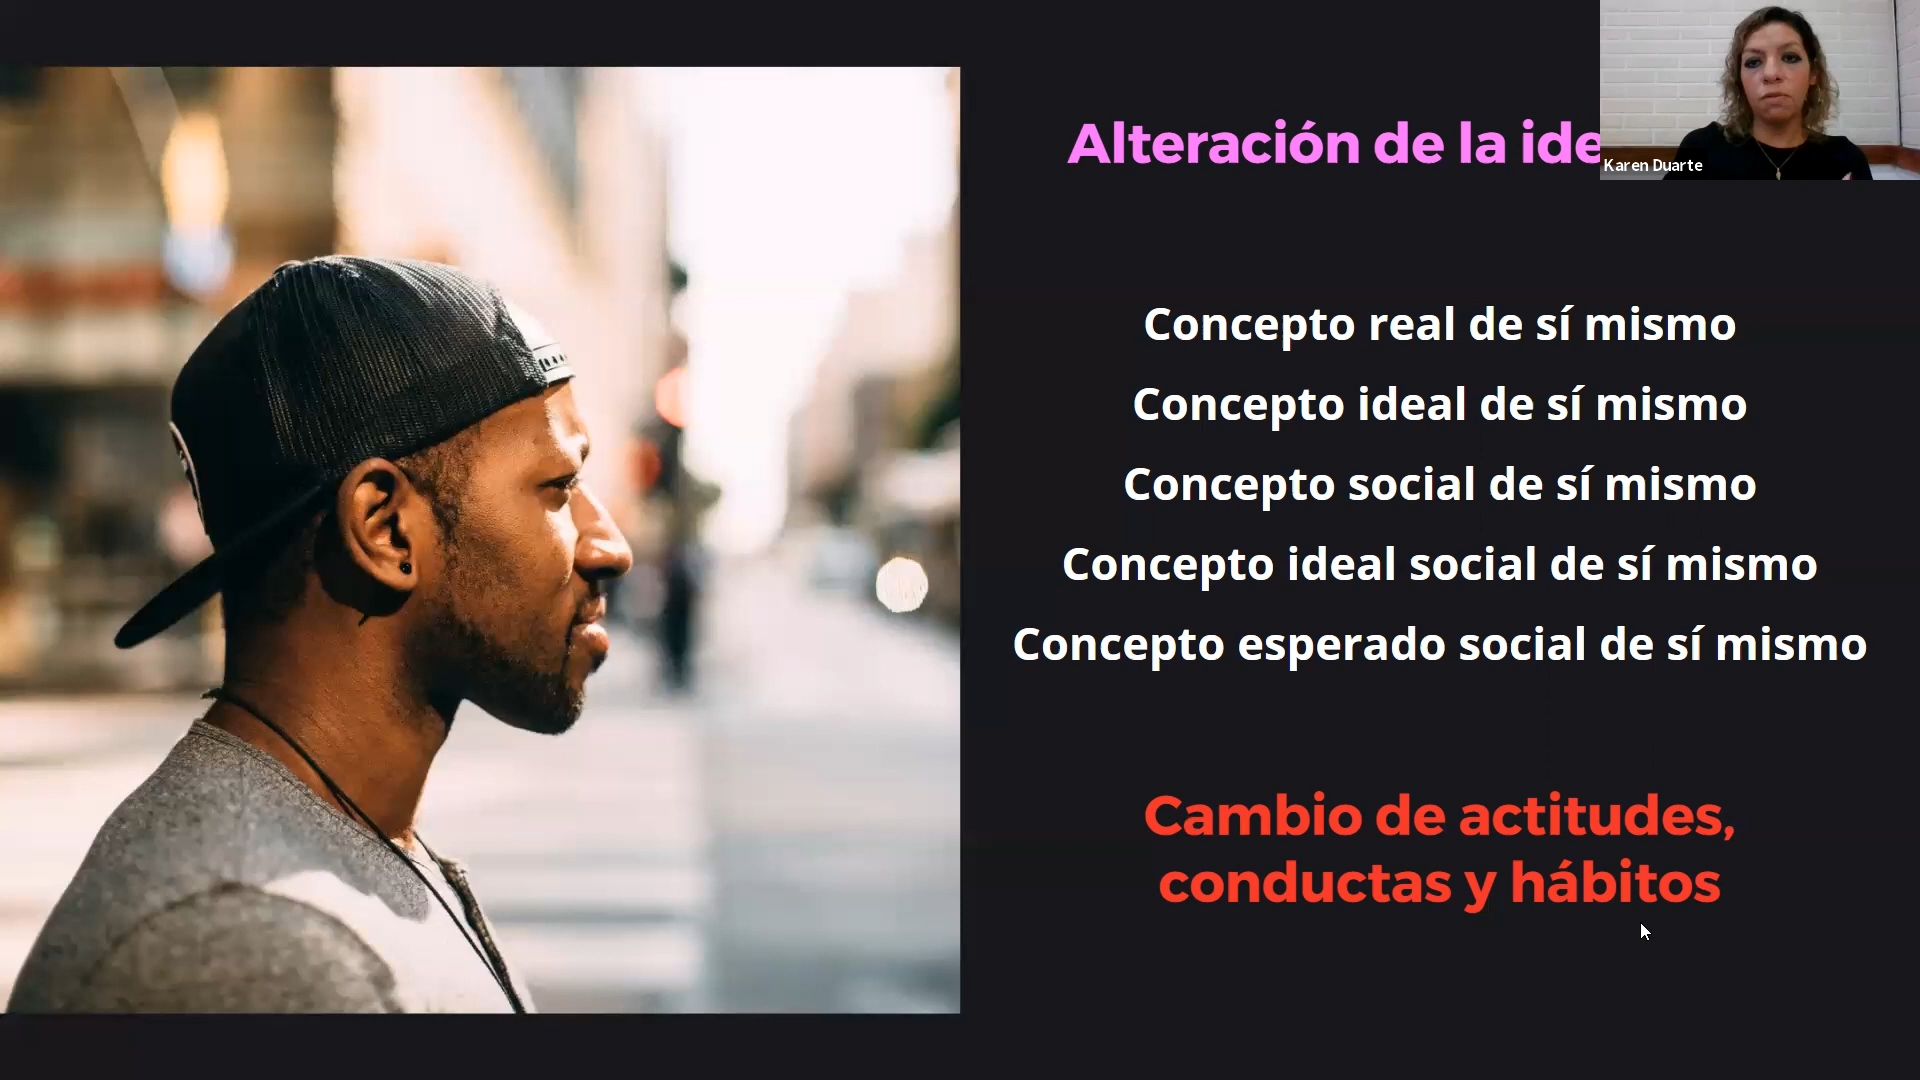 Alteración de la ide
Karen Duarte
Concepto real de sí mismo
Concepto ideal de sí mismo
Concepto social de sí mismo
Concepto ideal social de sí mismo
Concepto esperado social de sí mismo
Cambio de actitudes,
conductas y hábitos